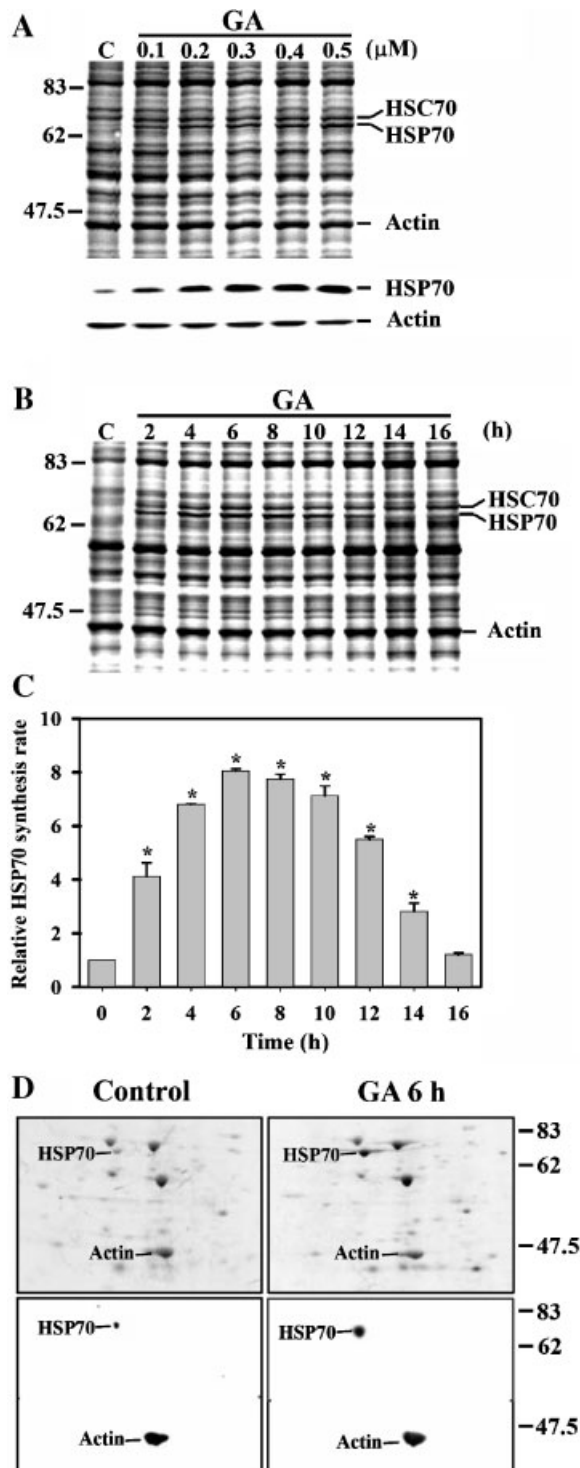 A
GA
C 0.1 0.2 0.3 0.4 0.5 (μM)
83
HSC70
62
HSP70
47.5
Actin
HSP70
Actin
B
GA
C 2 4 6 8 10 12 14 16 (h)
83
HSC70
62
HSP70
47.5
Actin
C
Relative HSP70 synthesis rate
10
8
6
4
2
0
* * * * * * *
0 2 4 6 8 10 12 14 16
Time (h)
D
Control GA 6 h
HSP70 HSP70 83
62
Actin Actin 47.5
HSP70 HSP70 83
62
Actin Actin 47.5